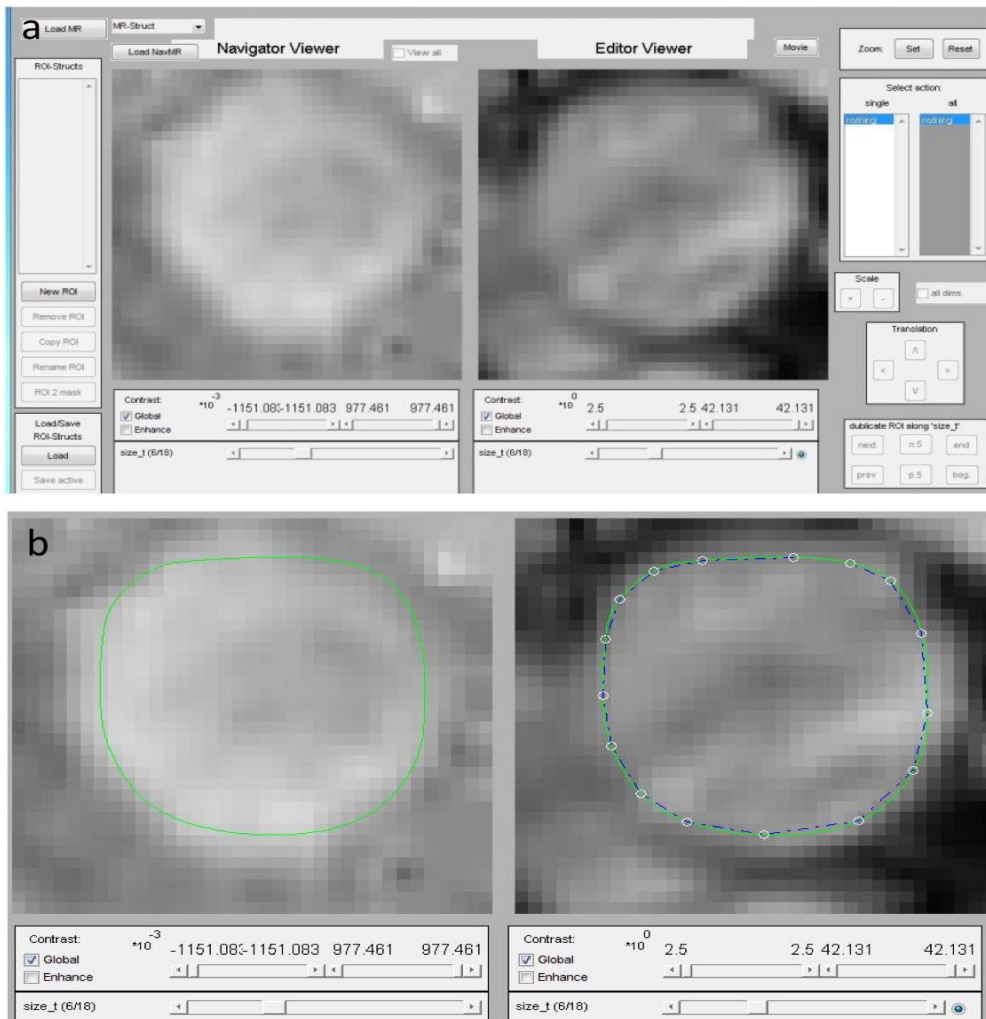 a
Load MR
MR-Struct
Load NavMR
Navigator Viewer
View all
Editor Viewer
Movie
Zoom:
Set
Reset
ROI-Structs
New ROI
Remove ROI
Copy ROI
Rename ROI
ROI 2 mask
Load/Save
ROI-Structs
Load
Save active
Select action:
single all
nothing nothing
Scale
+ -
all dims.
Translation
Λ
< >
V
dublicate ROI along 'size_t'
next n.5 end
prev p.5 beg.
Contrast:
Global
Enhance
*10 -3
-1151.083 -1151.083 977.461 977.461
size_t (6/18)
Contrast:
Global
Enhance
*10 0
2.5 2.5 42.131 42.131
size_t (6/18)
b
Contrast:
Global
Enhance
*10 -3
-1151.083 -1151.083 977.461 977.461
size_t (6/18)
Contrast:
Global
Enhance
*10 0
2.5 2.5 42.131 42.131
size_t (6/18)